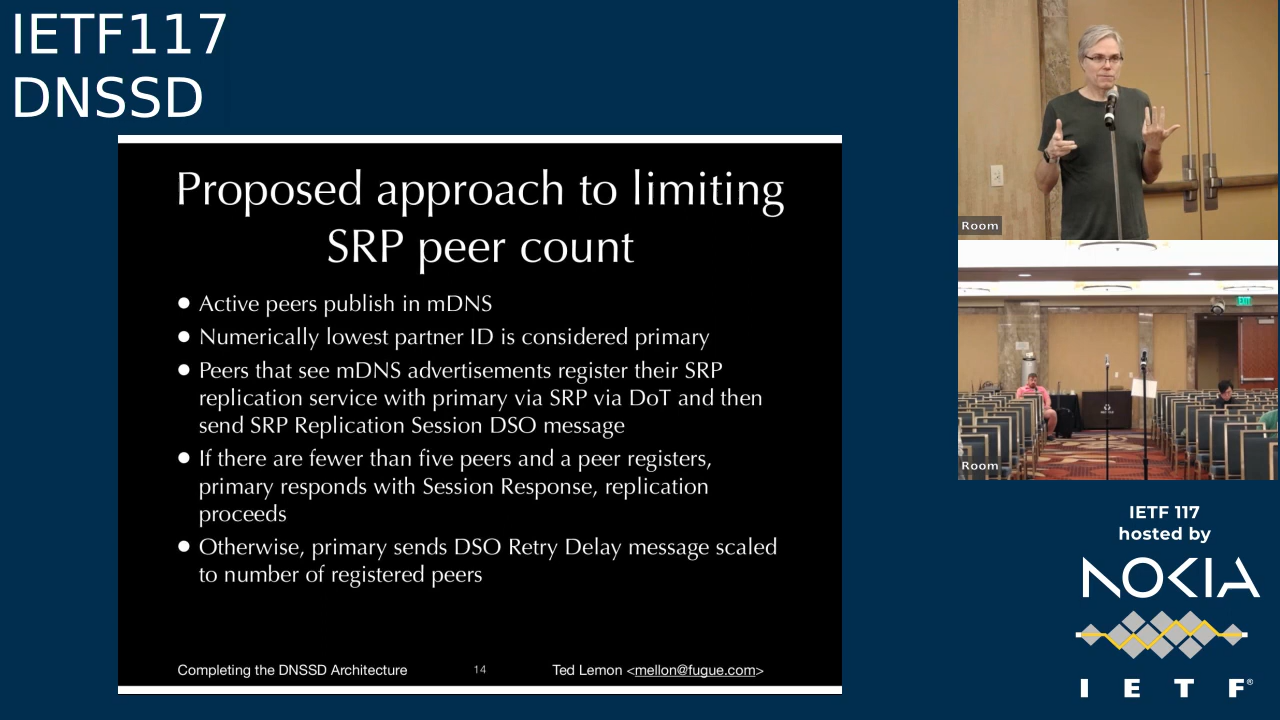 IETF117
DNSSD
Proposed approach to limiting
SRP peer count
● Active peers publish in mDNS
● Numerically lowest partner ID is considered primary
● Peers that see mDNS advertisements register their SRP
replication service with primary via SRP via DoT and then
send SRP Replication Session DSO message
● If there are fewer than five peers and a peer registers,
primary responds with Session Response, replication
proceeds
● Otherwise, primary sends DSO Retry Delay message scaled
to number of registered peers
Completing the DNSSD Architecture 14 Ted Lemon <mellon@fugue.com>
Room
Room
IETF 117
hosted by
NOKIA
I E T F®